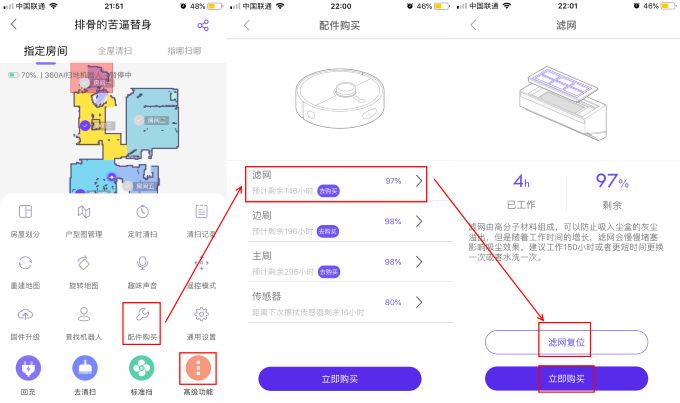 中国联通
21:51
48%
排骨的苦逼替身
指定房间
全屋清扫
指哪扫哪
70%. | 360AI扫地机器人
暂停中
房间二
房间五
房屋划分
户型图管理
定时清扫
清扫记录
重建地图
旋转地图
趣味声音
遥控模式
固件升级
查找机器人
配件购买
通用设置
回充
去清扫
标准挡
高级功能
中国联通
22:00
46%
配件购买
滤网
97%
预计剩余146小时
去购买
边刷
98%
预计剩余196小时
去购买
主刷
98%
预计剩余296小时
去购买
传感器
80%
距离下次擦拭传感器剩余16小时
立即购买
中国联通
22:01
46%
滤网
4h
97%
已工作
剩余
滤网由高分子材料组成，可以防止吸入尘盒的灰尘
溢出，但是随着工作时间的增长，滤网会慢慢堵塞
影响吸尘效果。建议工作150小时或者更短时间更换
一次或者水洗一次。
滤网复位
立即购买